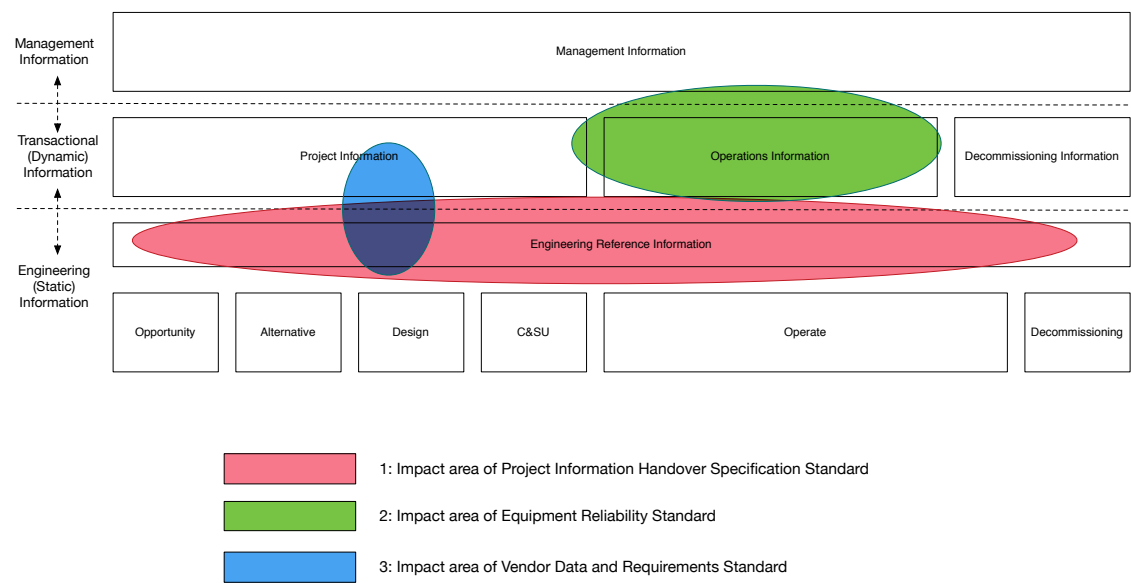 Management
Information
Management Information
Transactional
(Dynamic)
Information
Project Information
Operations Information
Decommissioning Information
Engineering
(Static)
Information
Engineering Reference Information
Opportunity
Alternative
Design
C&SU
Operate
Decommissioning
1: Impact area of Project Information Handover Specification Standard
2: Impact area of Equipment Reliability Standard
3: Impact area of Vendor Data and Requirements Standard